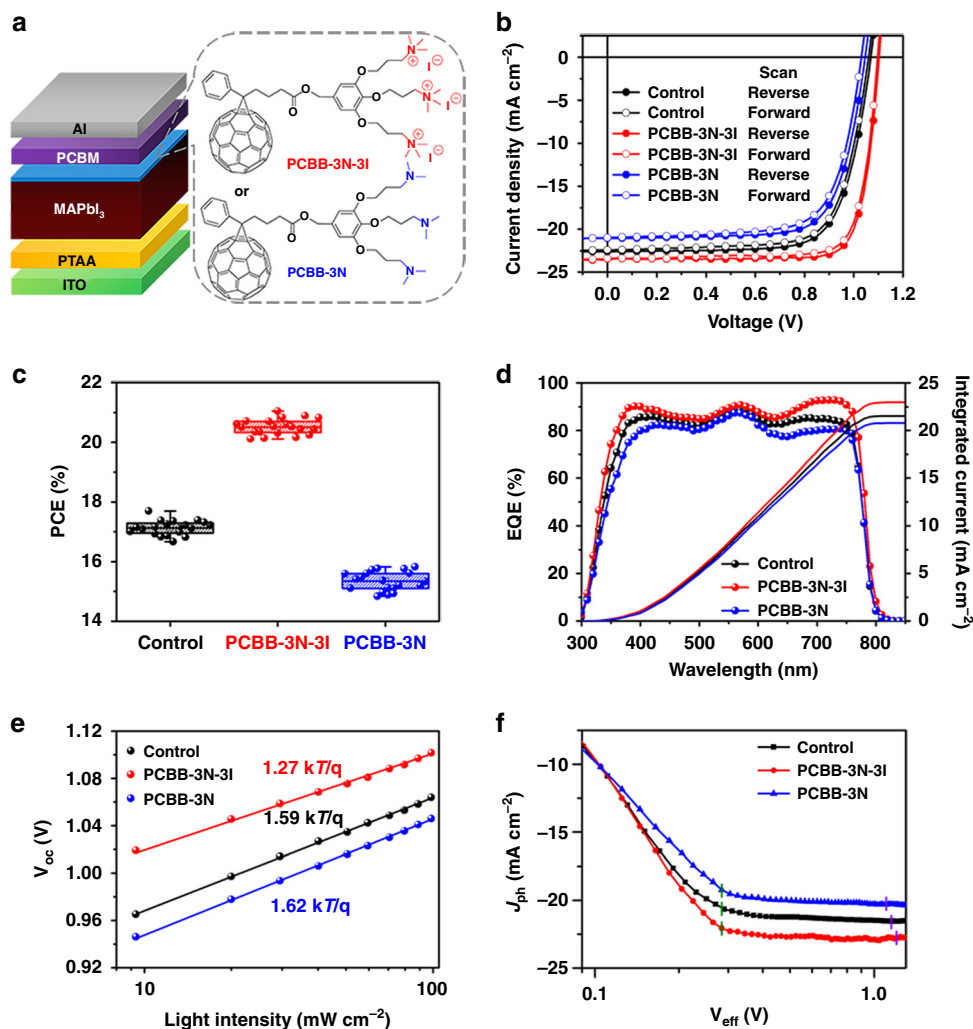 a
Al
PCBM
MAPbI3
PTAA
ITO
O
O
O
O
O
N
⊕
I⊖
N
⊕
I⊖
N
⊕
I⊖
PCBB-3N-3I
or
O
O
O
O
O
N
N
N
PCBB-3N
b
Current density (mA cm−2)
0
−5
−10
−15
−20
−25
Scan
Control Reverse
Control Forward
PCBB-3N-3I Reverse
PCBB-3N-3I Forward
PCBB-3N Reverse
PCBB-3N Forward
0.0 0.2 0.4 0.6 0.8 1.0 1.2
Voltage (V)
c
PCE (%)
22
20
18
16
14
Control PCBB-3N-3I PCBB-3N
d
EQE (%)
100
80
60
40
20
0
Control
PCBB-3N-3I
PCBB-3N
25
20
15
10
5
0
Integrated current (mA cm−2)
300 400 500 600 700 800
Wavelength (nm)
e
Voc (V)
1.12
1.08
1.04
1.00
0.96
0.92
Control
PCBB-3N-3I
PCBB-3N
1.27 kT/q
1.59 kT/q
1.62 kT/q
10 100
Light intensity (mW cm−2)
f
Jph (mA cm−2)
−10
−15
−20
−25
Control
PCBB-3N-3I
PCBB-3N
0.1 1.0
Veff (V)